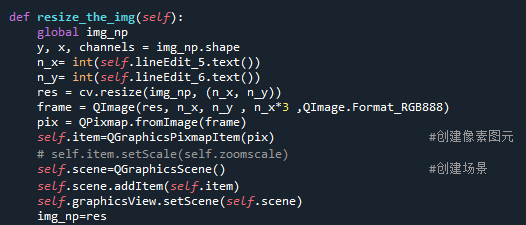 def resize_the_img(self):
global img_np
y, x, channels = img_np.shape
n_x= int(self.lineEdit_5.text())
n_y= int(self.lineEdit_6.text())
res = cv.resize(img_np, (n_x, n_y))
frame = QImage(res, n_x, n_y , n_x*3 ,QImage.Format_RGB888)
pix = QPixmap.fromImage(frame)
self.item=QGraphicsPixmapItem(pix) #创建像素图元
# self.item.setScale(self.zoomscale)
self.scene=QGraphicsScene() #创建场景
self.scene.addItem(self.item)
self.graphicsView.setScene(self.scene)
img_np=res